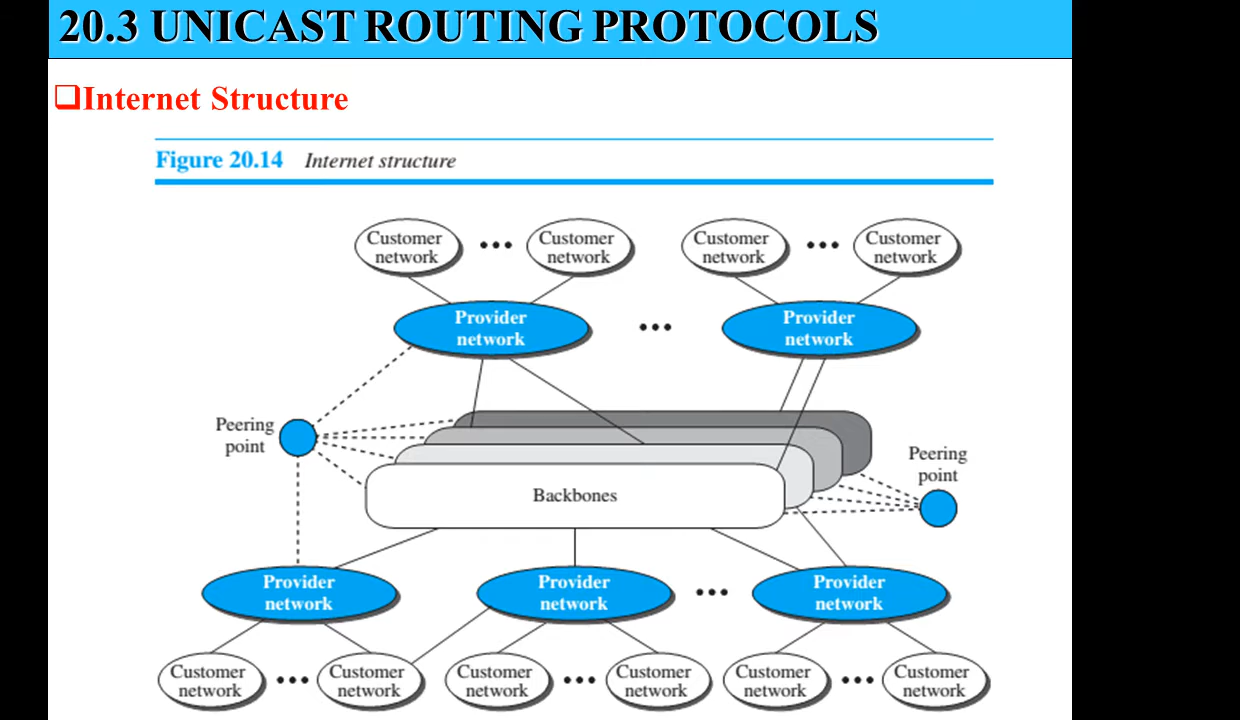 20.3 UNICAST ROUTING PROTOCOLS
Internet Structure
Figure 20.14 Internet structure
Customer
network
•••
Customer
network
Customer
network
•••
Customer
network
Provider
network
•••
Provider
network
Peering
point
Peering
point
Backbones
Provider
network
Provider
network
•••
Provider
network
Customer
network
•••
Customer
network
Customer
network
•••
Customer
network
Customer
network
•••
Customer
network